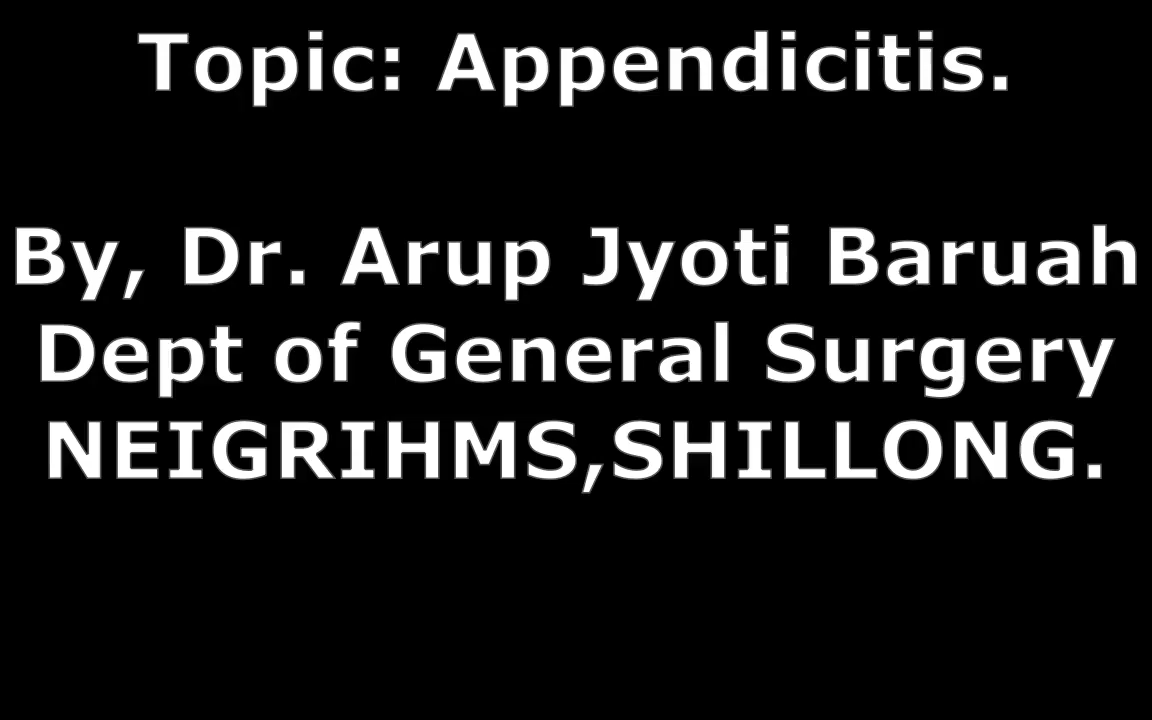 Topic: Appendicitis.
By, Dr. Arup Jyoti Baruah
Dept of General Surgery
NEIGRIHMS,SHILLONG.